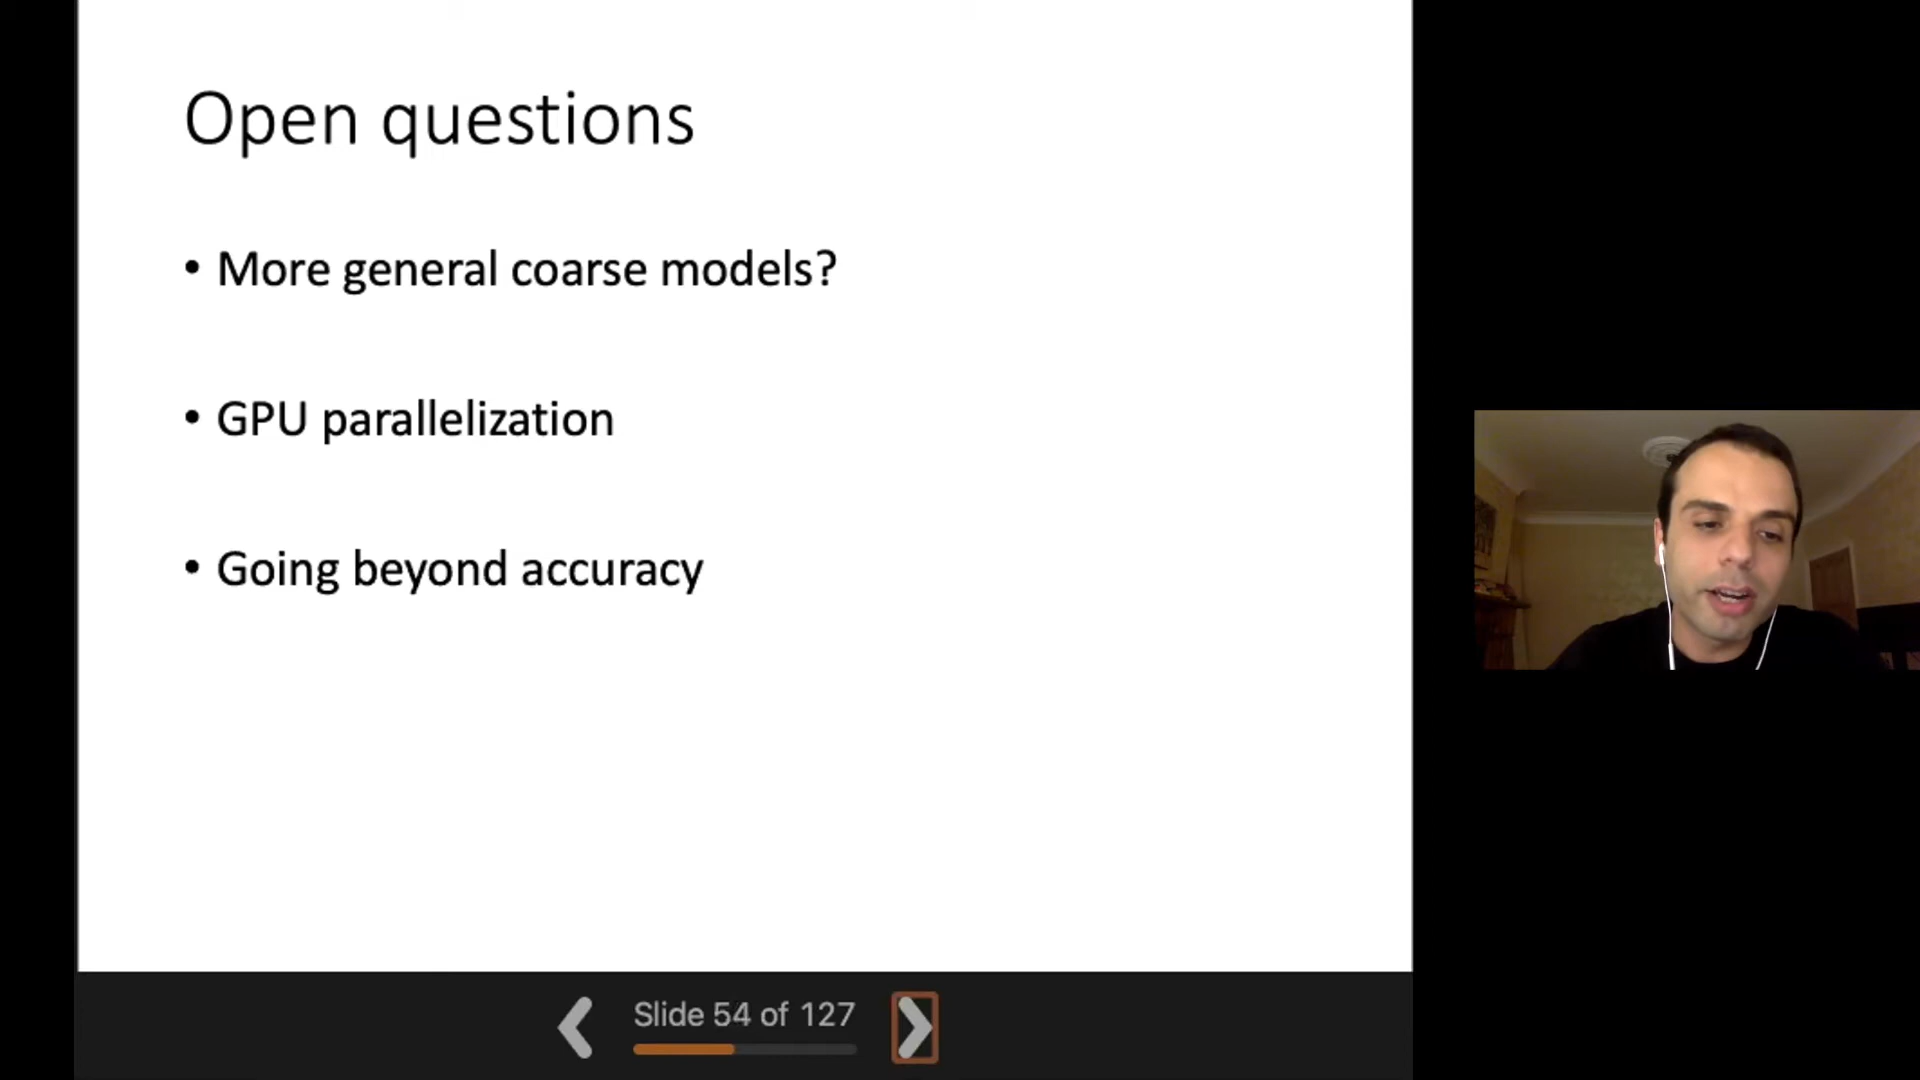 Open questions
• More general coarse models?
• GPU parallelization
• Going beyond accuracy
Slide 54 of 127